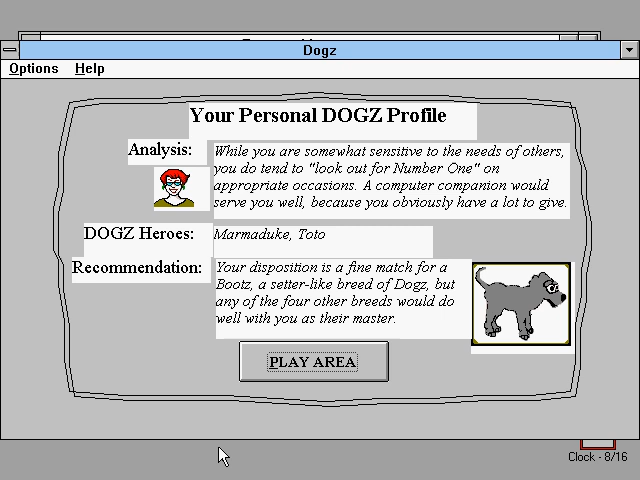 Dogz
Options Help
Your Personal DOGZ Profile
Analysis:
While you are somewhat sensitive to the needs of others,
you do tend to "look out for Number One" on
appropriate occasions. A computer companion would
serve you well, because you obviously have a lot to give.
DOGZ Heroes:
Marmaduke, Toto
Recommendation:
Your disposition is a fine match for a
Bootz, a setter-like breed of Dogz, but
any of the four other breeds would do
well with you as their master.
PLAY AREA
Clock - 8/16